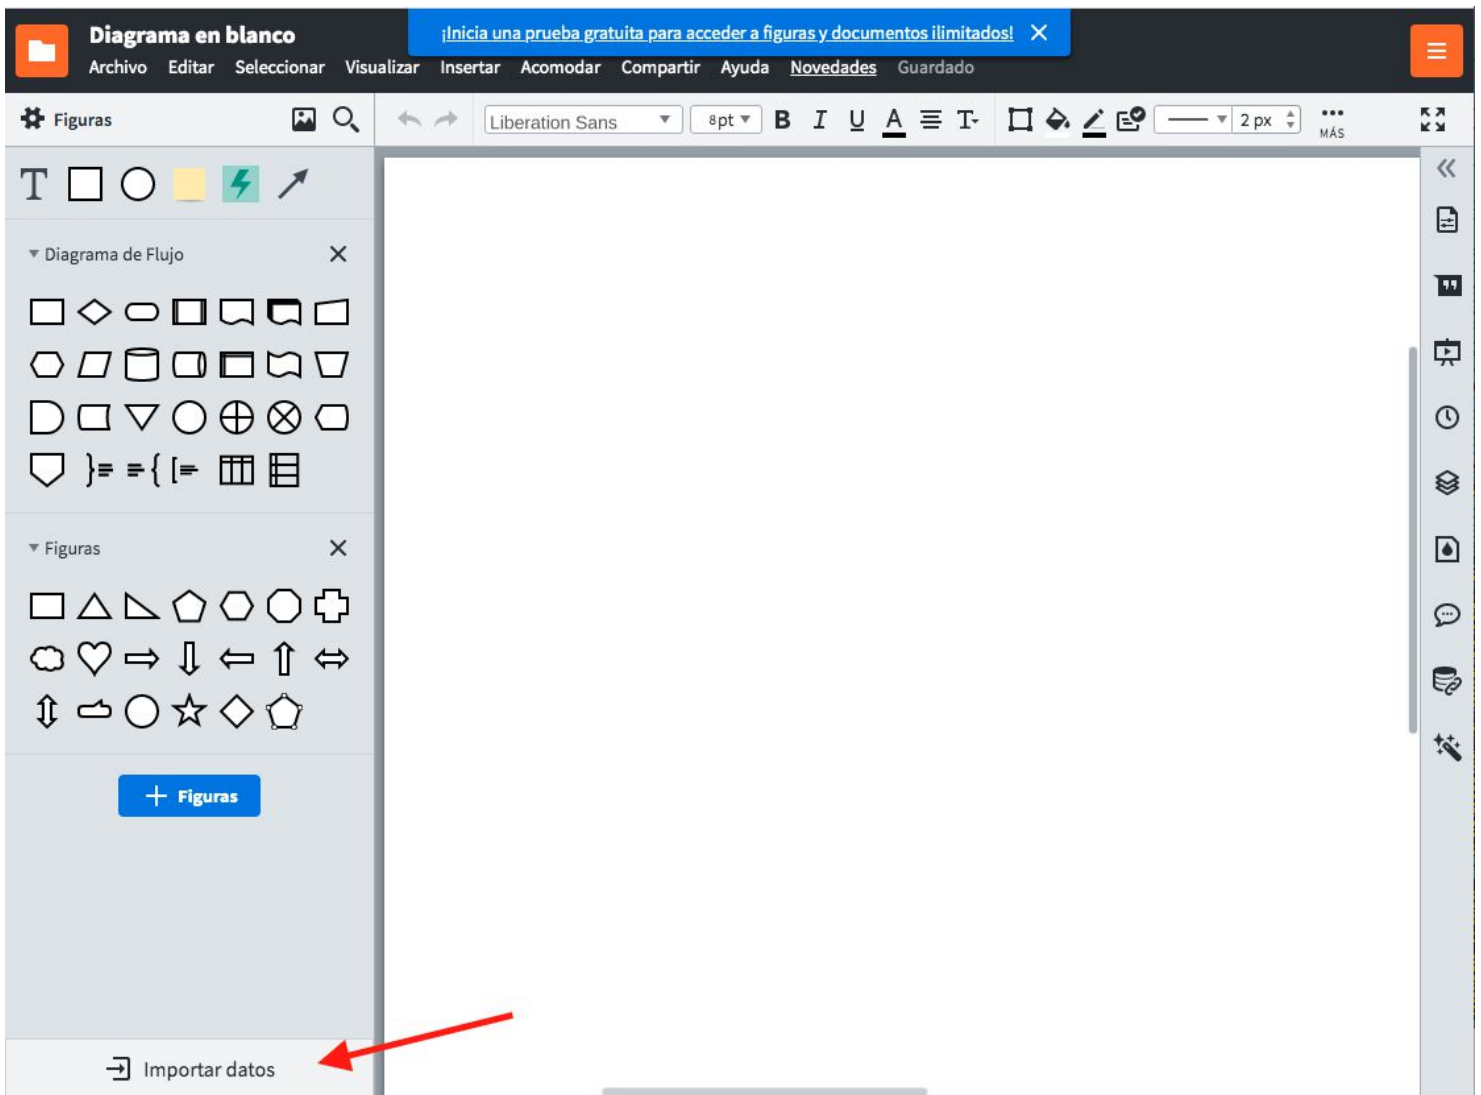 Diagrama en blanco
¡Inicia una prueba gratuita para acceder a figuras y documentos ilimitados!
Archivo Editar Seleccionar Visualizar Insertar Acomodar Compartir Ayuda Novedades Guardado
Figuras
Liberation Sans
8pt
B I U A T
2 px
MÁS
T
Diagrama de Flujo
Figuras
+ Figuras
Importar datos